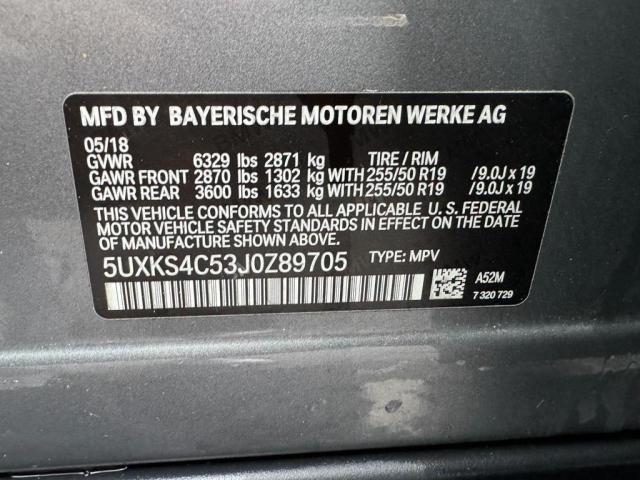 MFD BY BAYERISCHE MOTOREN WERKE AG
05/18
GVWR 6329 lbs 2871 kg TIRE / RIM
GAWR FRONT 2870 lbs 1302 kg WITH 255/50 R19 /9.0J x 19
GAWR REAR 3600 lbs 1633 kg WITH 255/50 R19 /9.0J x 19
THIS VEHICLE CONFORMS TO ALL APPLICABLE U. S. FEDERAL
MOTOR VEHICLE SAFETY STANDARDS IN EFFECT ON THE DATE
OF MANUFACTURE SHOWN ABOVE.
5UXKS4C53J0Z89705 TYPE: MPV
A52M
7 320 729